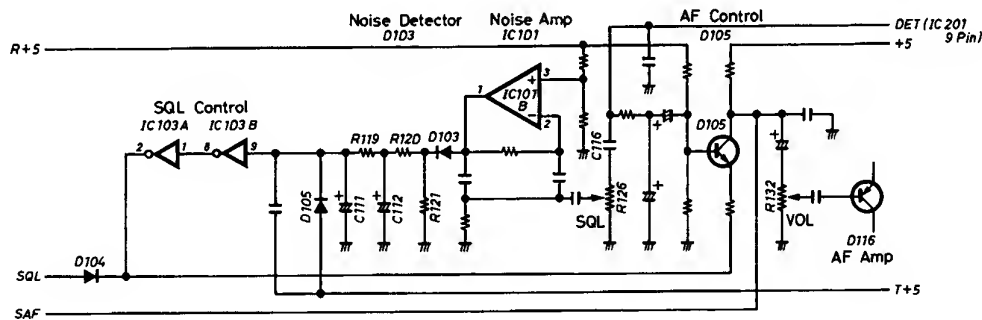 Noise Detector
D103
Noise Amp
IC101
AF Control
D105
DET (IC 201
9 Pin)
R+5
+5
SQL Control
IC103A
IC103B
1
3
IC101
B
2
D105
2
1
8
9
R119
R120
D103
C116
D105
C111
C112
R121
SQL
R126
R132
VOL
D116
AF Amp
D104
SQL
T+5
SAF